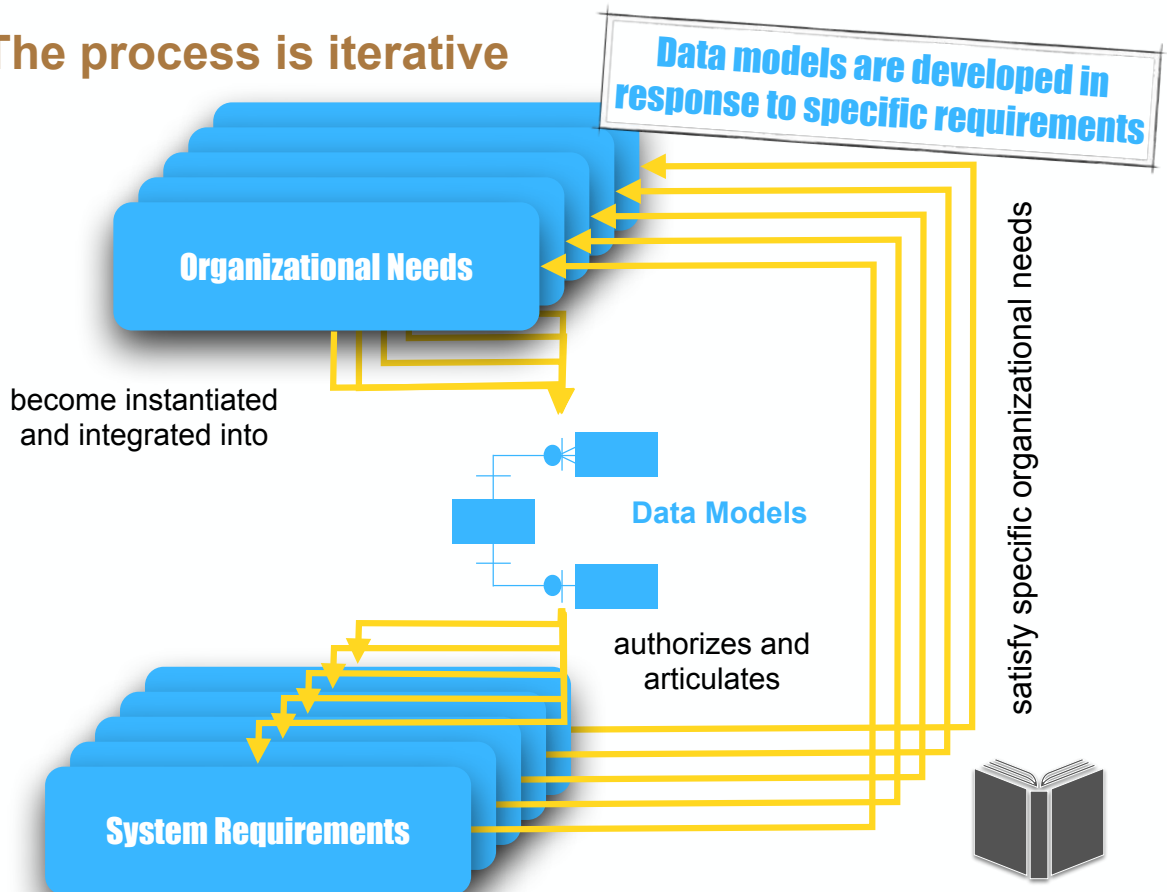 The process is iterative
Data models are developed in
response to specific requirements
Organizational Needs
become instantiated
and integrated into
Data Models
satisfy specific organizational needs
authorizes and
articulates
System Requirements